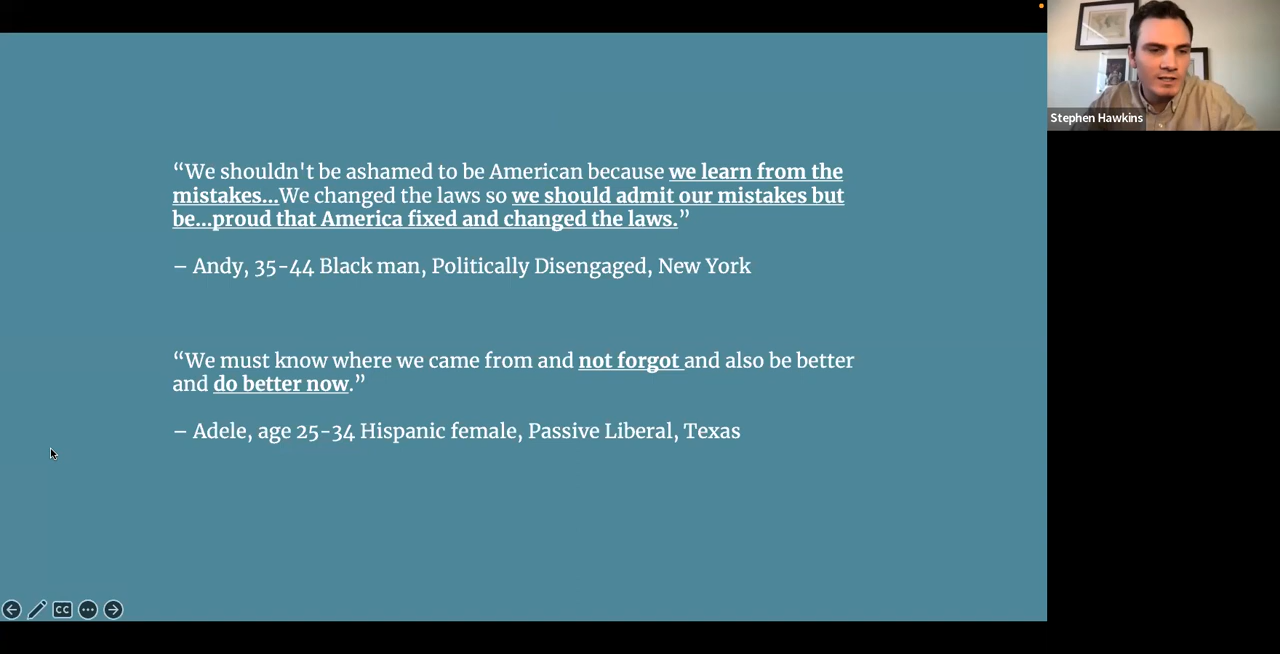 “We shouldn't be ashamed to be American because we learn from the
mistakes...We changed the laws so we should admit our mistakes but
be...proud that America fixed and changed the laws.”
– Andy, 35-44 Black man, Politically Disengaged, New York
“We must know where we came from and not forgot and also be better
and do better now.”
– Adele, age 25-34 Hispanic female, Passive Liberal, Texas
Stephen Hawkins
CC